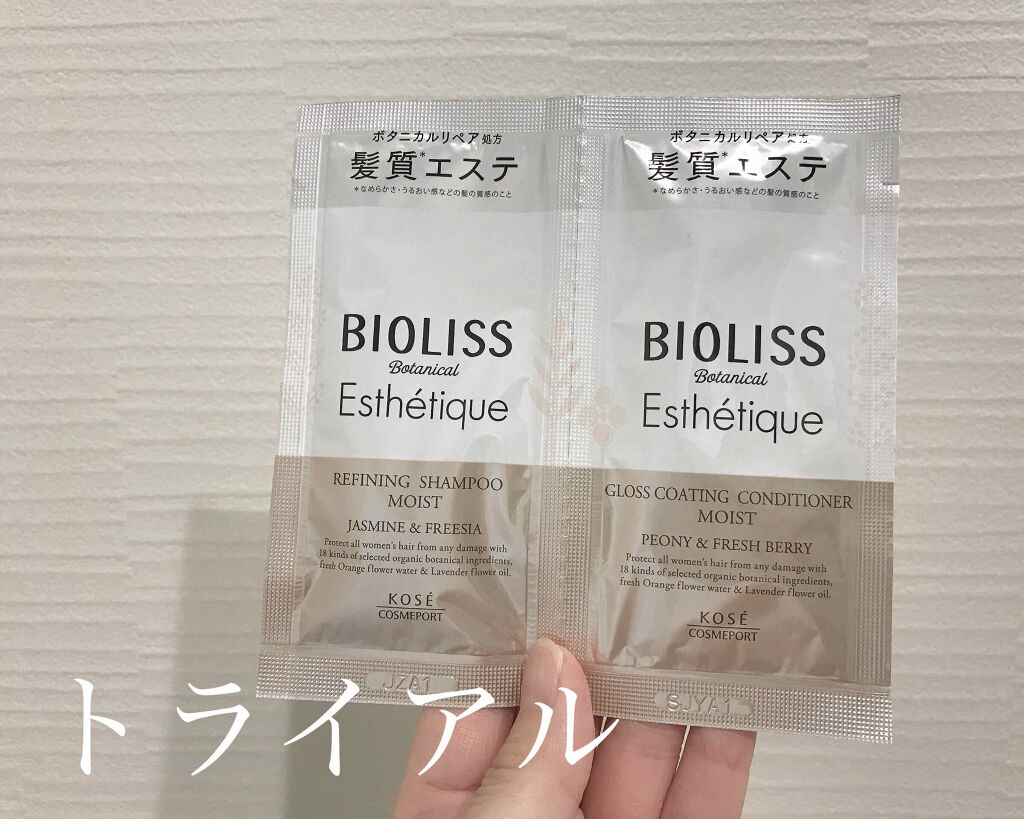 ボタニカルリペア処方
髪質*エステ
*なめらかさ・うるおい感などの髪の質感のこと
BIOLISS
Botanical
Esthétique
REFINING SHAMPOO
MOIST
JASMINE & FREESIA
Protect all women's hair from any damage with
18 kinds of selected organic botanical ingredients,
fresh Orange flower water & Lavender flower oil.
KOSÉ
COSMEPORT
JZA1
ボタニカルリペア処方
髪質*エステ
*なめらかさ・うるおい感などの髪の質感のこと
BIOLISS
Botanical
Esthétique
GLOSS COATING CONDITIONER
MOIST
PEONY & FRESH BERRY
Protect all women's hair from any damage with
18 kinds of selected organic botanical ingredients,
fresh Orange flower water & Lavender flower oil.
KOSÉ
COSMEPORT
SJYA1
トライアル